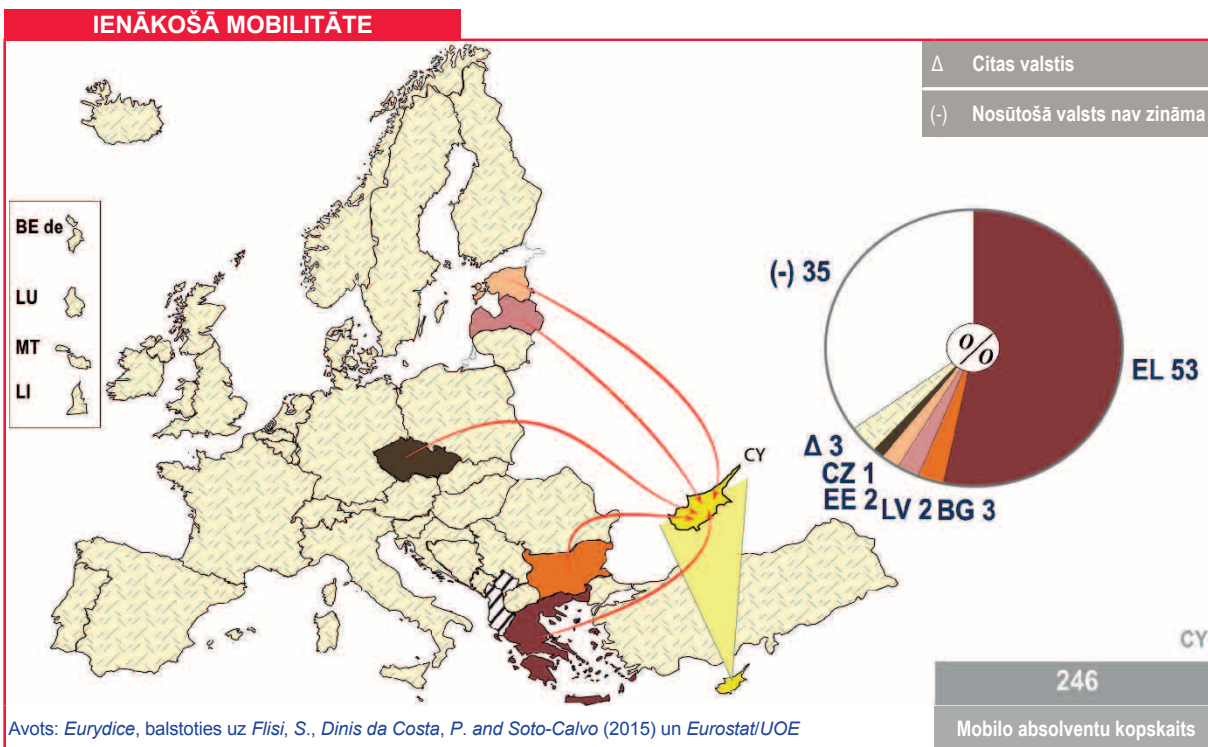 IENĀKOŠĀ MOBILITĀTE
Δ Citas valstis
(-) Nosūtošā valsts nav zināma
BE de
LU
MT
LI
(-) 35
%
EL 53
Δ 3
CZ 1
EE 2
LV 2
BG 3
CY
CY
246
Mobilo absolventu kopskaits
Avots: Eurydice, balstoties uz Flisi, S., Dinis da Costa, P. and Soto-Calvo (2015) un Eurostat/UOE